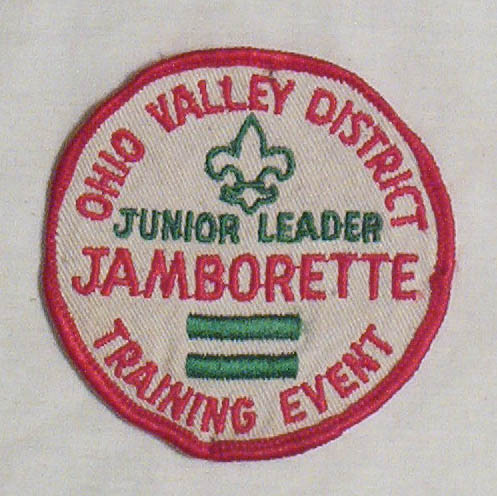 OHIO VALLEY DISTRICT
JUNIOR LEADER
JAMBORETTE
TRAINING EVENT